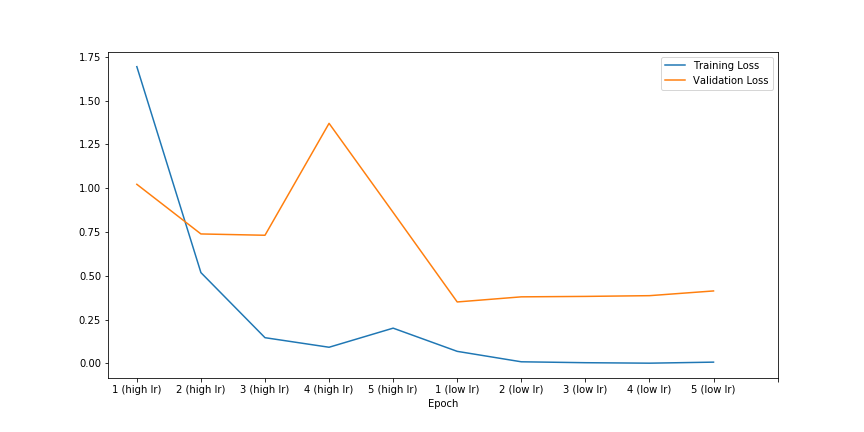 1.75
1.50
1.25
1.00
0.75
0.50
0.25
0.00
Training Loss
Validation Loss
1 (high lr) 2 (high lr) 3 (high lr) 4 (high lr) 5 (high lr) 1 (low lr) 2 (low lr) 3 (low lr) 4 (low lr) 5 (low lr)
Epoch